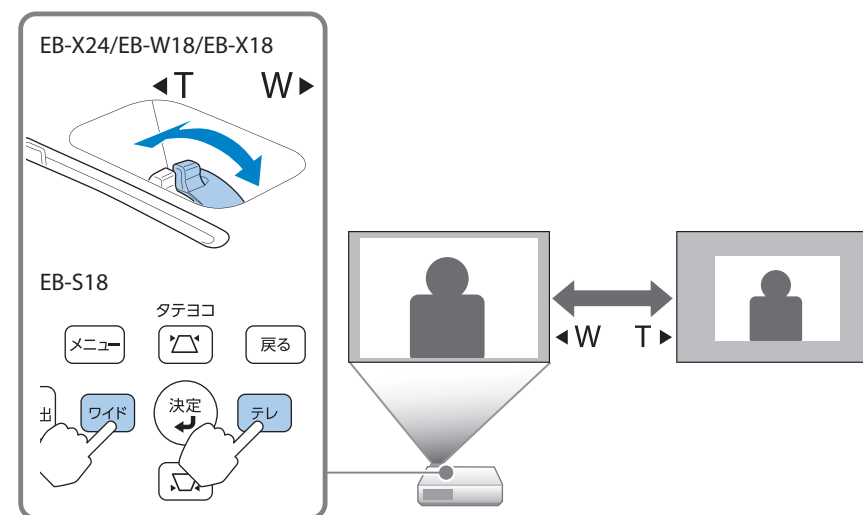 EB-X24/EB-W18/EB-X18
◀T W▶
EB-S18
タテヨコ
メニュー
戻る
出
ワイド
決定
テレ
◀W T▶